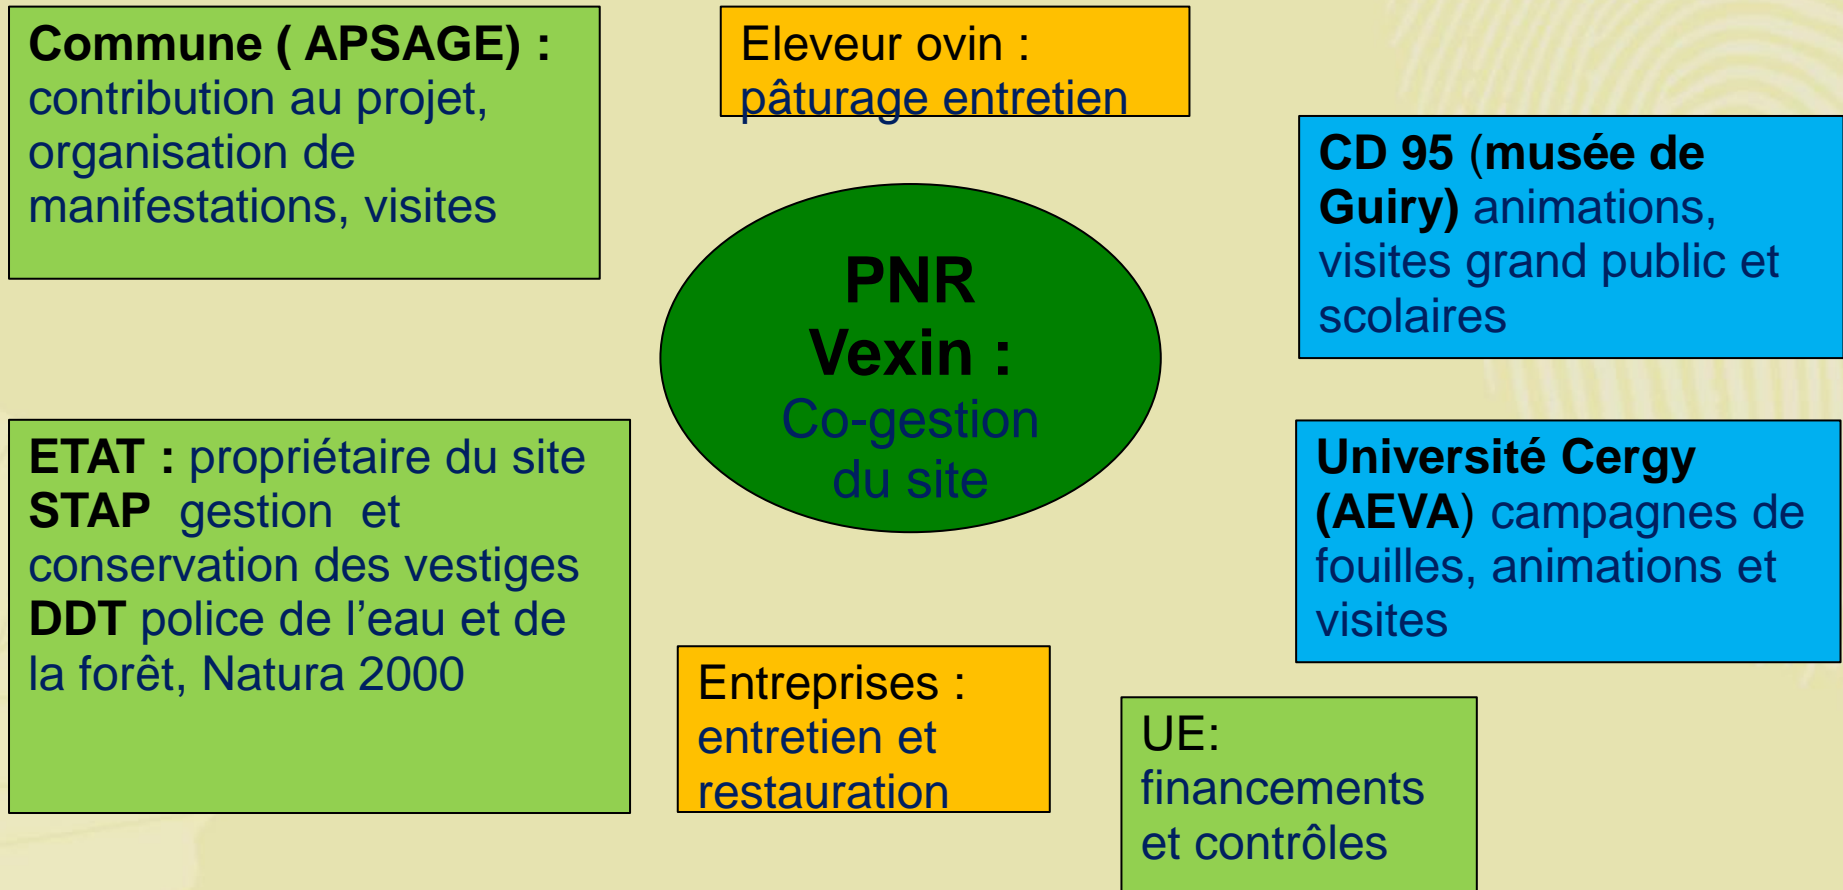 Commune ( APSAGE) :
contribution au projet,
organisation de
manifestations, visites
Eleveur ovin :
pâturage entretien
CD 95 (musée de
Guiry) animations,
visites grand public et
scolaires
PNR
Vexin :
Co-gestion
du site
ETAT : propriétaire du site
STAP gestion et
conservation des vestiges
DDT police de l’eau et de
la forêt, Natura 2000
Université Cergy
(AEVA) campagnes de
fouilles, animations et
visites
Entreprises :
entretien et
restauration
UE:
financements
et contrôles